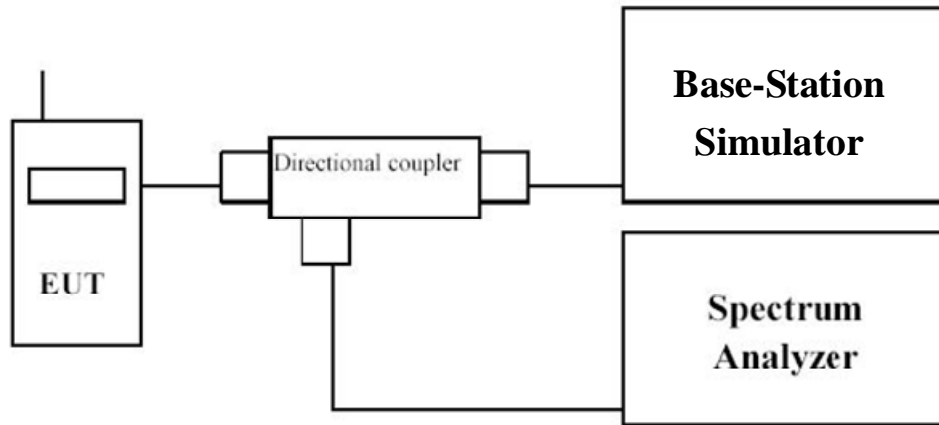 Base-Station
Simulator
Directional coupler
EUT
Spectrum
Analyzer